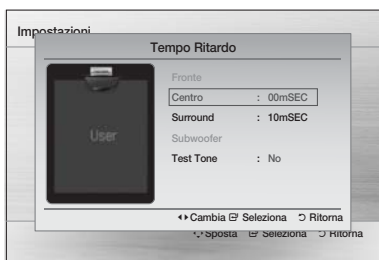 Impostazioni
Tempo Ritardo
Fronte
Centro : 00mSEC
Surround : 10mSEC
User
Subwoofer
Test Tone : No
Cambia Seleziona Ritorna
Sposta Seleziona Ritorna